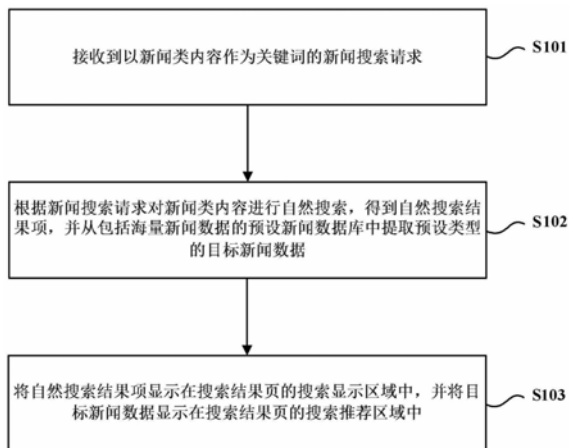 接收到以新闻类内容作为关键词的新闻搜索请求
S101
根据新闻搜索请求对新闻类内容进行自然搜索，得到自然搜索结
果项，并从包括海量新闻数据的预设新闻数据库中提取预设类型
的目标新闻数据
S102
将自然搜索结果项显示在搜索结果页的搜索显示区域中，并将目
标新闻数据显示在搜索结果页的搜索推荐区域中
S103